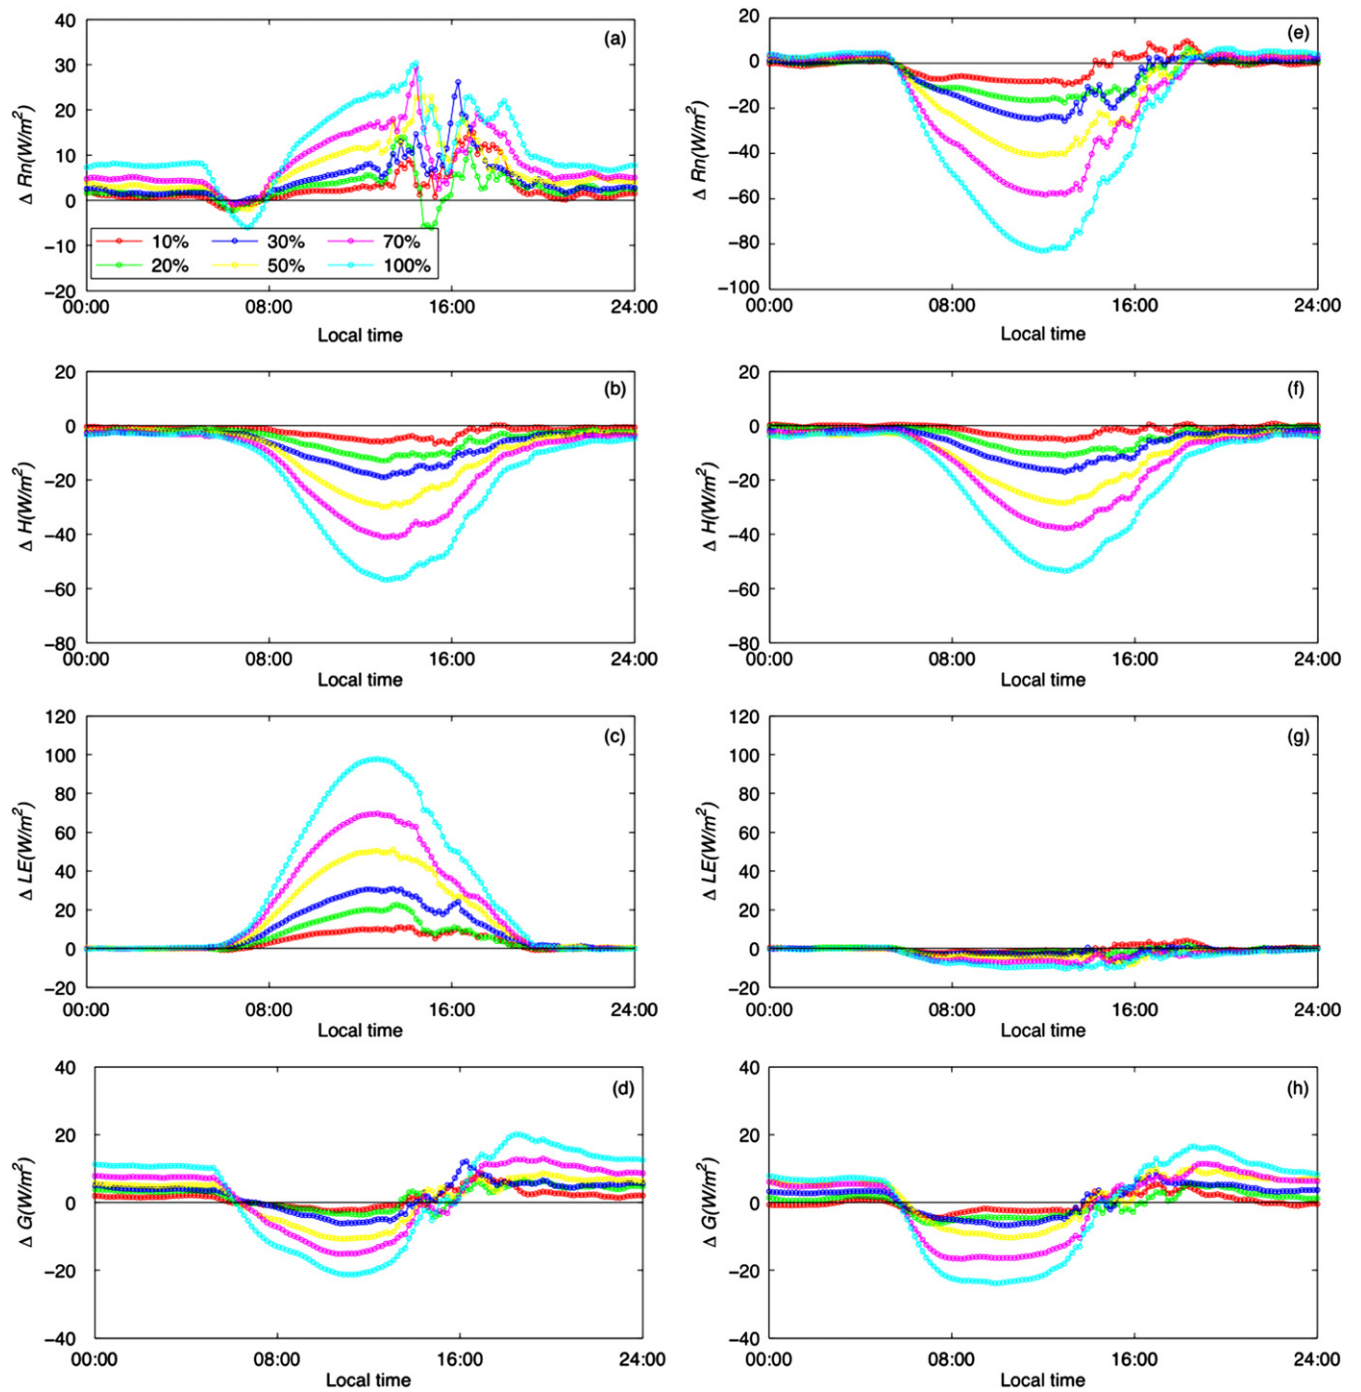 (a)
Δ Rn(W/m²)
40
30
20
10
0
−10
−20
10% 30% 70%
20% 50% 100%
00:00 08:00 16:00 24:00
Local time
(e)
Δ Rn(W/m²)
20
0
−20
−40
−60
−80
−100
00:00 08:00 16:00 24:00
Local time
(b)
Δ H(W/m²)
20
0
−20
−40
−60
−80
00:00 08:00 16:00 24:00
Local time
(f)
Δ H(W/m²)
20
0
−20
−40
−60
−80
00:00 08:00 16:00 24:00
Local time
(c)
Δ LE(W/m²)
120
100
80
60
40
20
0
−20
00:00 08:00 16:00 24:00
Local time
(g)
Δ LE(W/m²)
120
100
80
60
40
20
0
−20
00:00 08:00 16:00 24:00
Local time
(d)
Δ G(W/m²)
40
20
0
−20
−40
00:00 08:00 16:00 24:00
Local time
(h)
Δ G(W/m²)
40
20
0
−20
−40
00:00 08:00 16:00 24:00
Local time